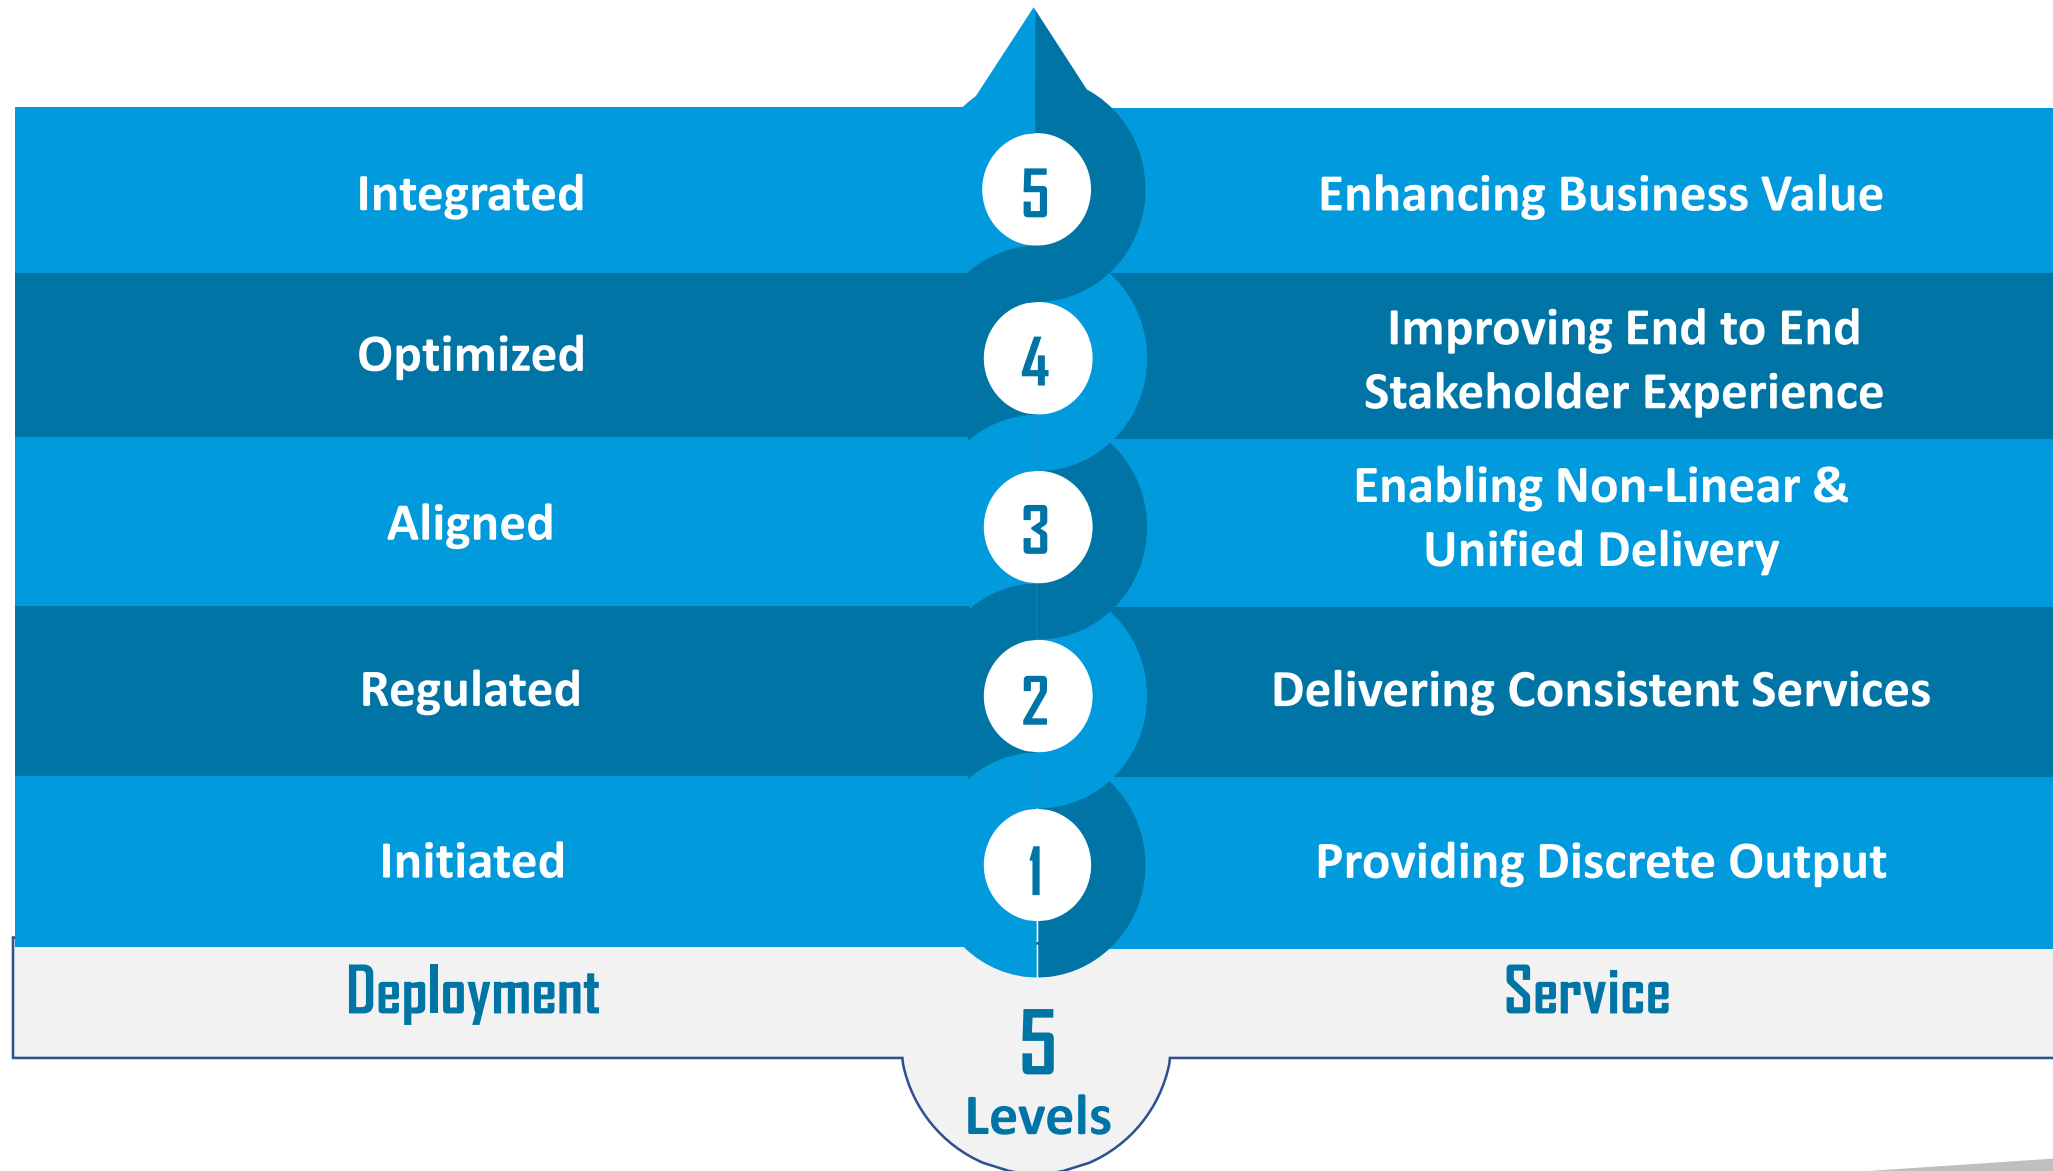 Integrated
5
Enhancing Business Value
Optimized
4
Improving End to End
Stakeholder Experience
Aligned
3
Enabling Non-Linear &
Unified Delivery
Regulated
2
Delivering Consistent Services
Initiated
1
Providing Discrete Output
Deployment
5
Levels
Service